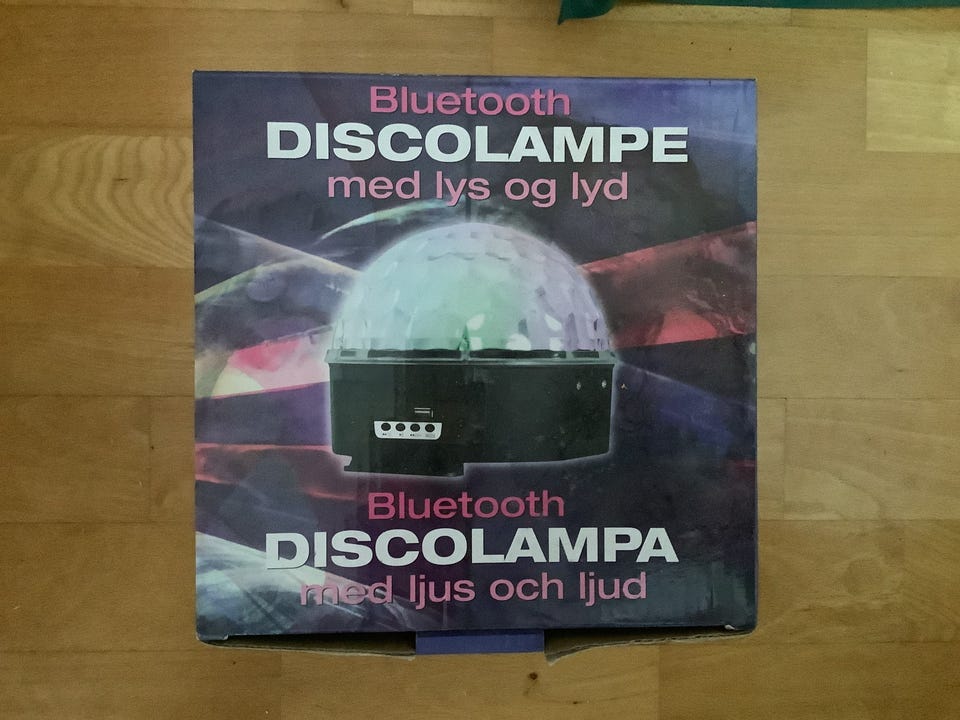 Bluetooth
DISCOLAMPE
med lys og lyd
Bluetooth
DISCOLAMPA
med ljus och ljud